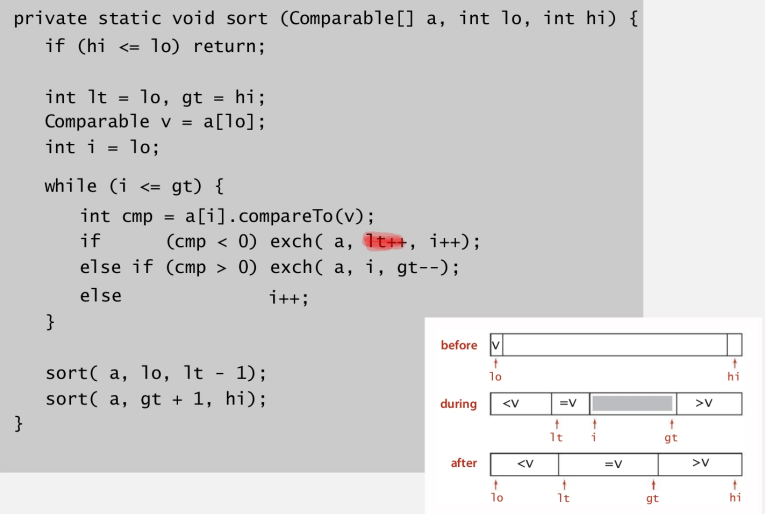 private static void sort (Comparable[] a, int lo, int hi) {
if (hi <= lo) return;
int lt = lo, gt = hi;
Comparable v = a[lo];
int i = lo;
while (i <= gt) {
int cmp = a[i].compareTo(v);
if (cmp < 0) exch( a, lt++, i++);
else if (cmp > 0) exch( a, i, gt--);
else i++;
}
sort( a, lo, lt - 1);
sort( a, gt + 1, hi);
}
before v
lo hi
during <v =v >v
lt i gt
after <v =v >v
lo lt gt hi